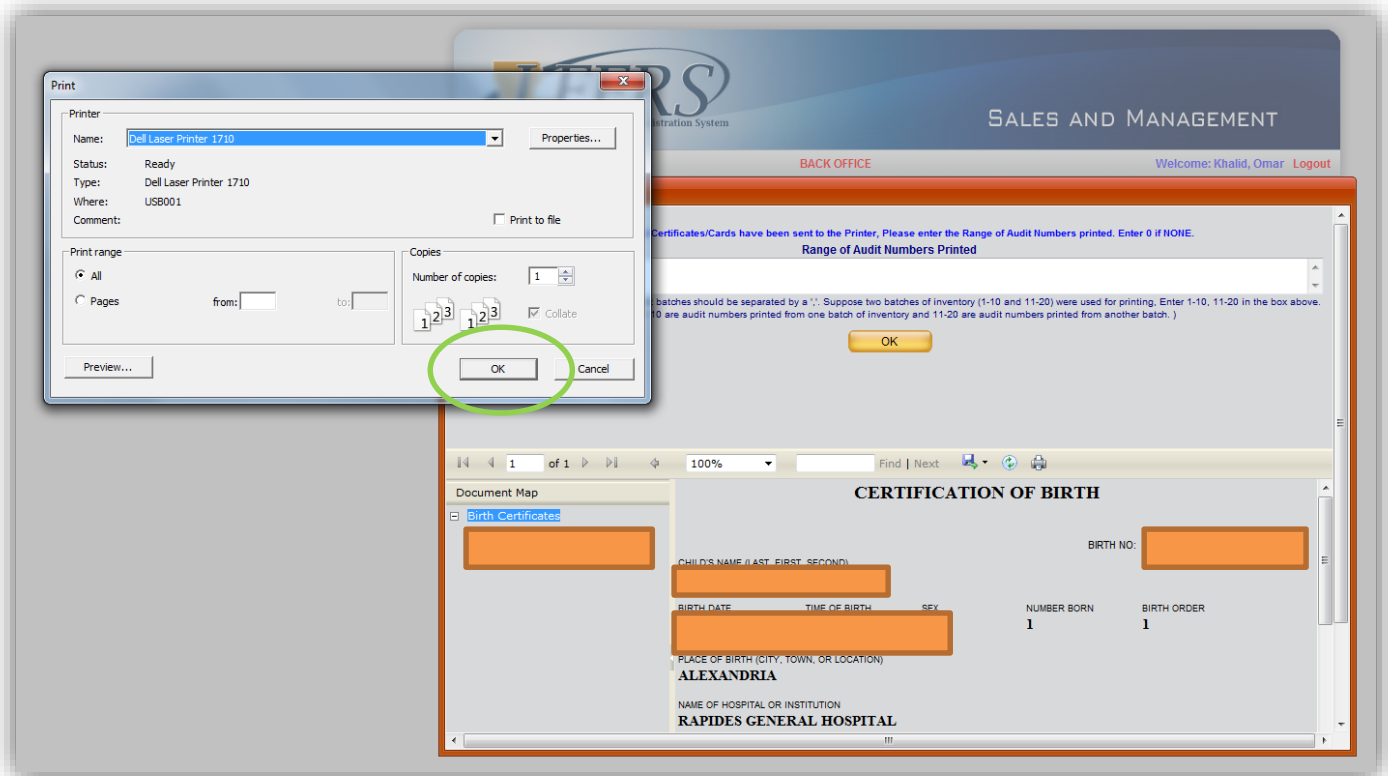 Print
Printer
Name: Dell Laser Printer 1710 Properties...
Status: Ready
Type: Dell Laser Printer 1710
Where: USB001
Comment: Print to file
Print range
All
Pages from: to:
Copies
Number of copies: 1
1 2 3 1 2 3 Collate
Preview... OK Cancel
RS
istration System
SALES AND MANAGEMENT
BACK OFFICE Welcome: Khalid, Omar Logout
Certificates/Cards have been sent to the Printer, Please enter the Range of Audit Numbers printed. Enter 0 if NONE.
Range of Audit Numbers Printed
batches should be separated by a ','. Suppose two batches of inventory (1-10 and 11-20) were used for printing, Enter 1-10, 11-20 in the box above.
10 are audit numbers printed from one batch of inventory and 11-20 are audit numbers printed from another batch. )
OK
1 of 1 100% Find | Next
Document Map
Birth Certificates
CERTIFICATION OF BIRTH
BIRTH NO:
CHILD'S NAME (LAST, FIRST, SECOND)
BIRTH DATE TIME OF BIRTH SEX NUMBER BORN BIRTH ORDER
1 1
PLACE OF BIRTH (CITY, TOWN, OR LOCATION)
ALEXANDRIA
NAME OF HOSPITAL OR INSTITUTION
RAPIDES GENERAL HOSPITAL